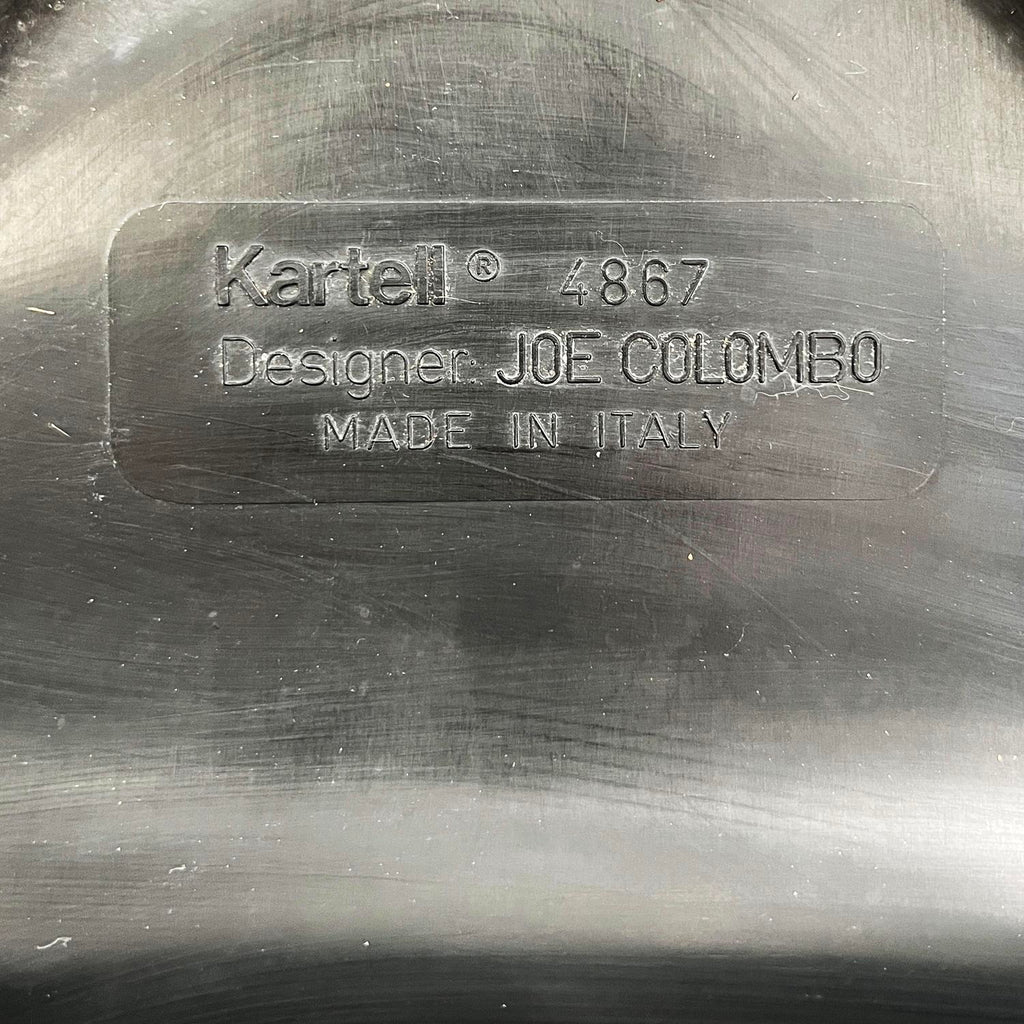 Kartell® 4867
Designer: JOE COLOMBO
MADE IN ITALY